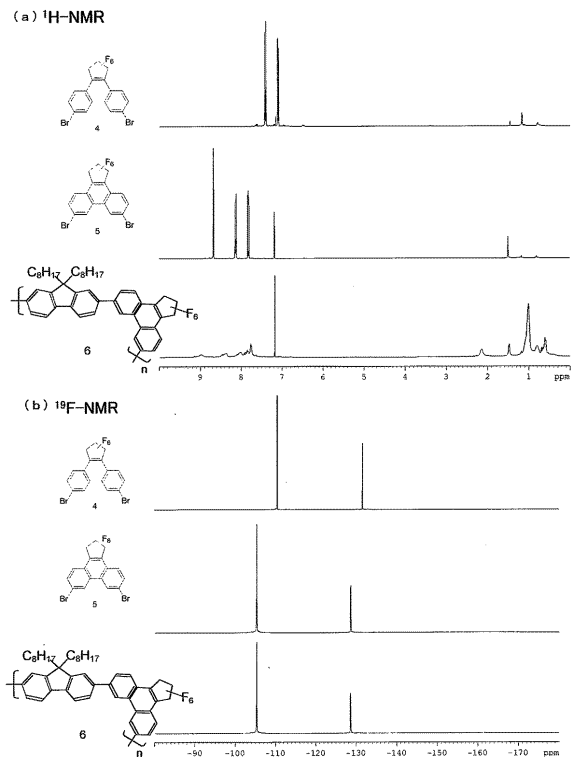 (a) ¹H-NMR
F₆
Br
Br
4
F₆
Br
Br
5
C₈H₁₇ C₈H₁₇
F₆
6
n
9 8 7 6 5 4 3 2 1 ppm
(b) ¹⁹F-NMR
F₆
Br
Br
4
F₆
Br
Br
5
C₈H₁₇ C₈H₁₇
F₆
6
n
-90 -100 -110 -120 -130 -140 -150 -160 -170 ppm